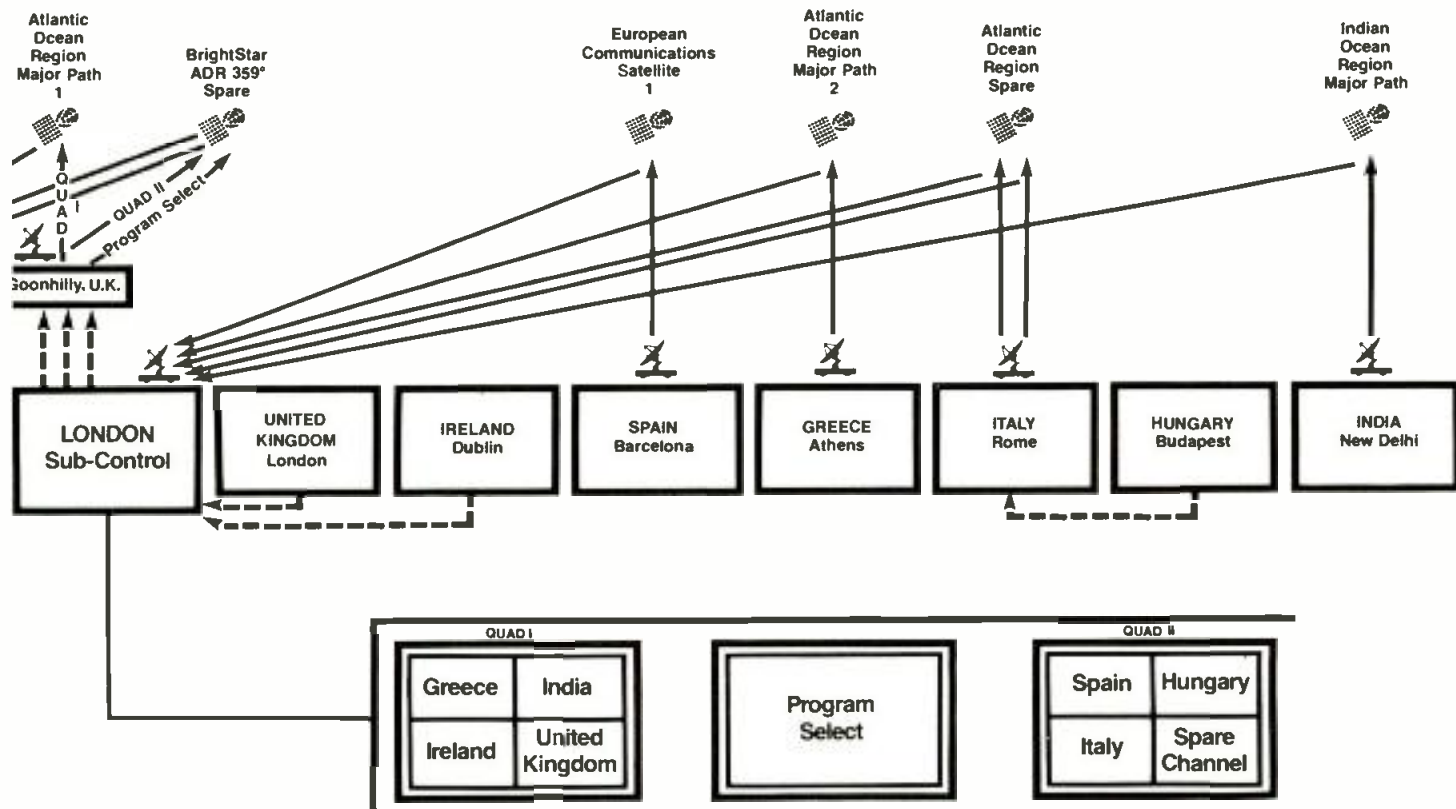 Atlantic
Dcean
Region
Major Path
1
BrightStar
ADR 359°
Spare
European
Communications
Satellite
1
Atlantic
Dcean
Region
Major Path
2
Atlantic
Dcean
Region
Spare
Indian
Ocean
Region
Major Path
QUAD I
QUAD II
Program Select
Goonhilly, U.K.
LONDON
Sub-Control
UNITED
KINGDOM
London
IRELAND
Dublin
SPAIN
Barcelona
GREECE
Athens
ITALY
Rome
HUNGARY
Budapest
INDIA
New Delhi
QUAD I
Greece
India
Ireland
United
Kingdom
Program
Select
QUAD II
Spain
Hungary
Italy
Spare
Channel